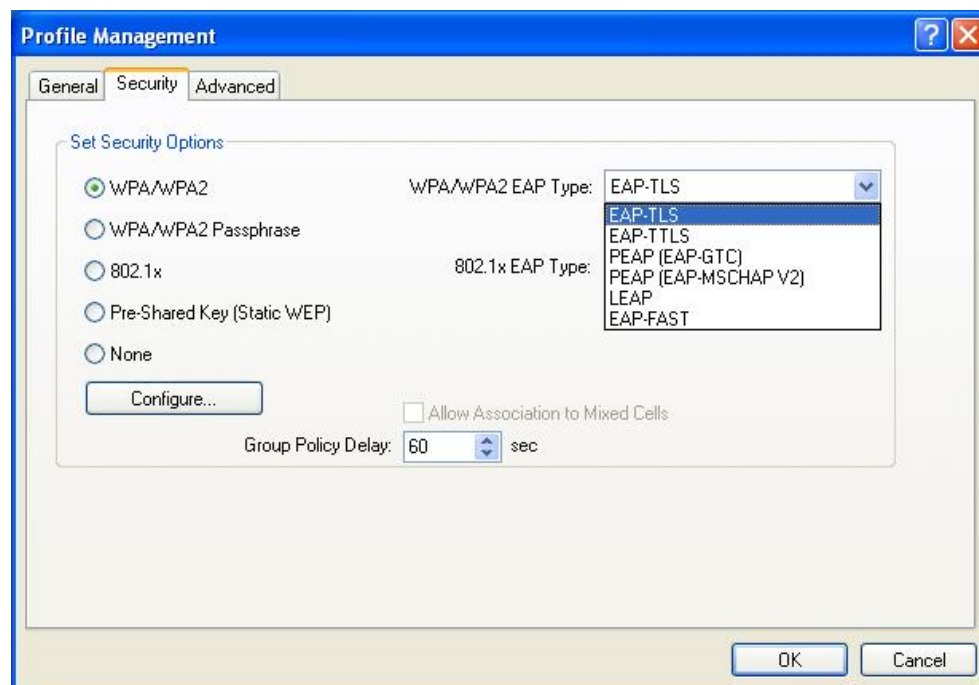 Profile Management
General Security Advanced
Set Security Options
WPA/WPA2 WPA/WPA2 EAP Type: EAP-TLS
EAP-TLS
WPA/WPA2 Passphrase EAP-TTLS
PEAP (EAP-GTC)
802.1x 802.1x EAP Type: PEAP (EAP-MSCHAP V2)
LEAP
Pre-Shared Key (Static WEP) EAP-FAST
None
Configure...
Allow Association to Mixed Cells
Group Policy Delay: 60 sec
OK Cancel